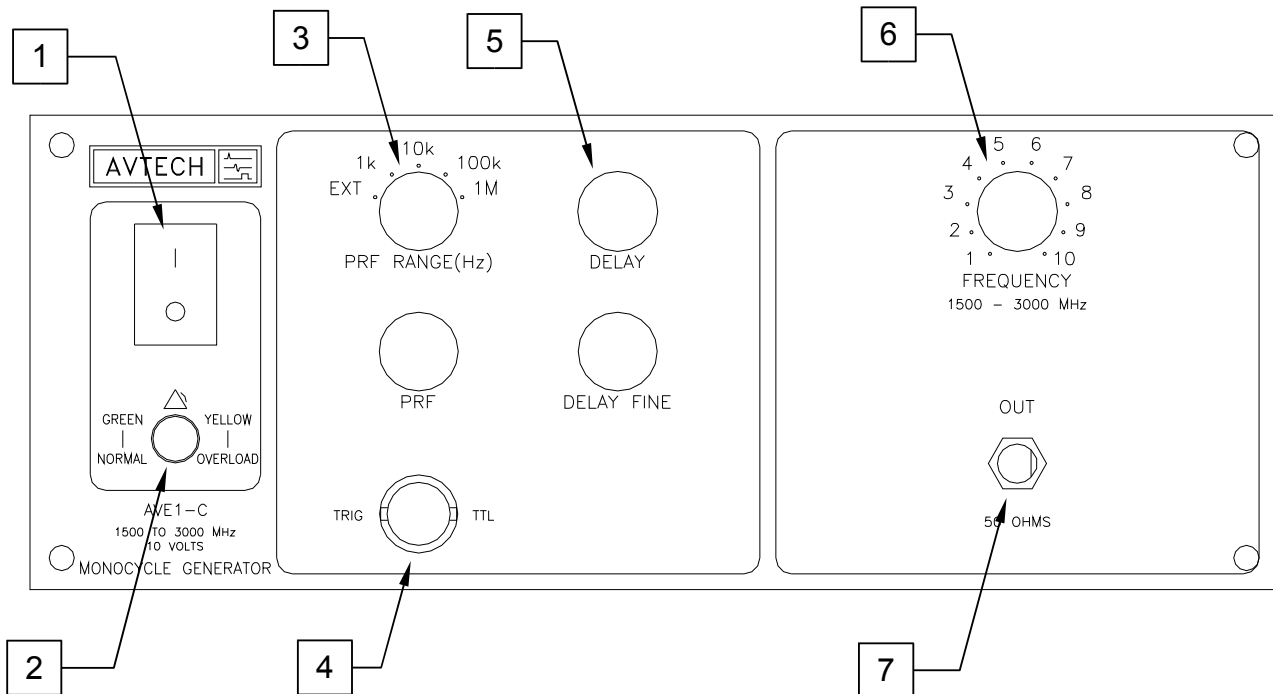 1
3
5
6
AVTECH
EXT
1k
10k
100k
1M
PRF RANGE(Hz)
DELAY
1
2
3
4
5
6
7
8
9
10
FREQUENCY
1500 - 3000 MHz
PRF
DELAY FINE
GREEN
NORMAL
YELLOW
OVERLOAD
OUT
AVE1-C
1500 TO 3000 MHz
10 VOLTS
MONOCYCLE GENERATOR
TRIG
TTL
50 OHMS
2
4
7